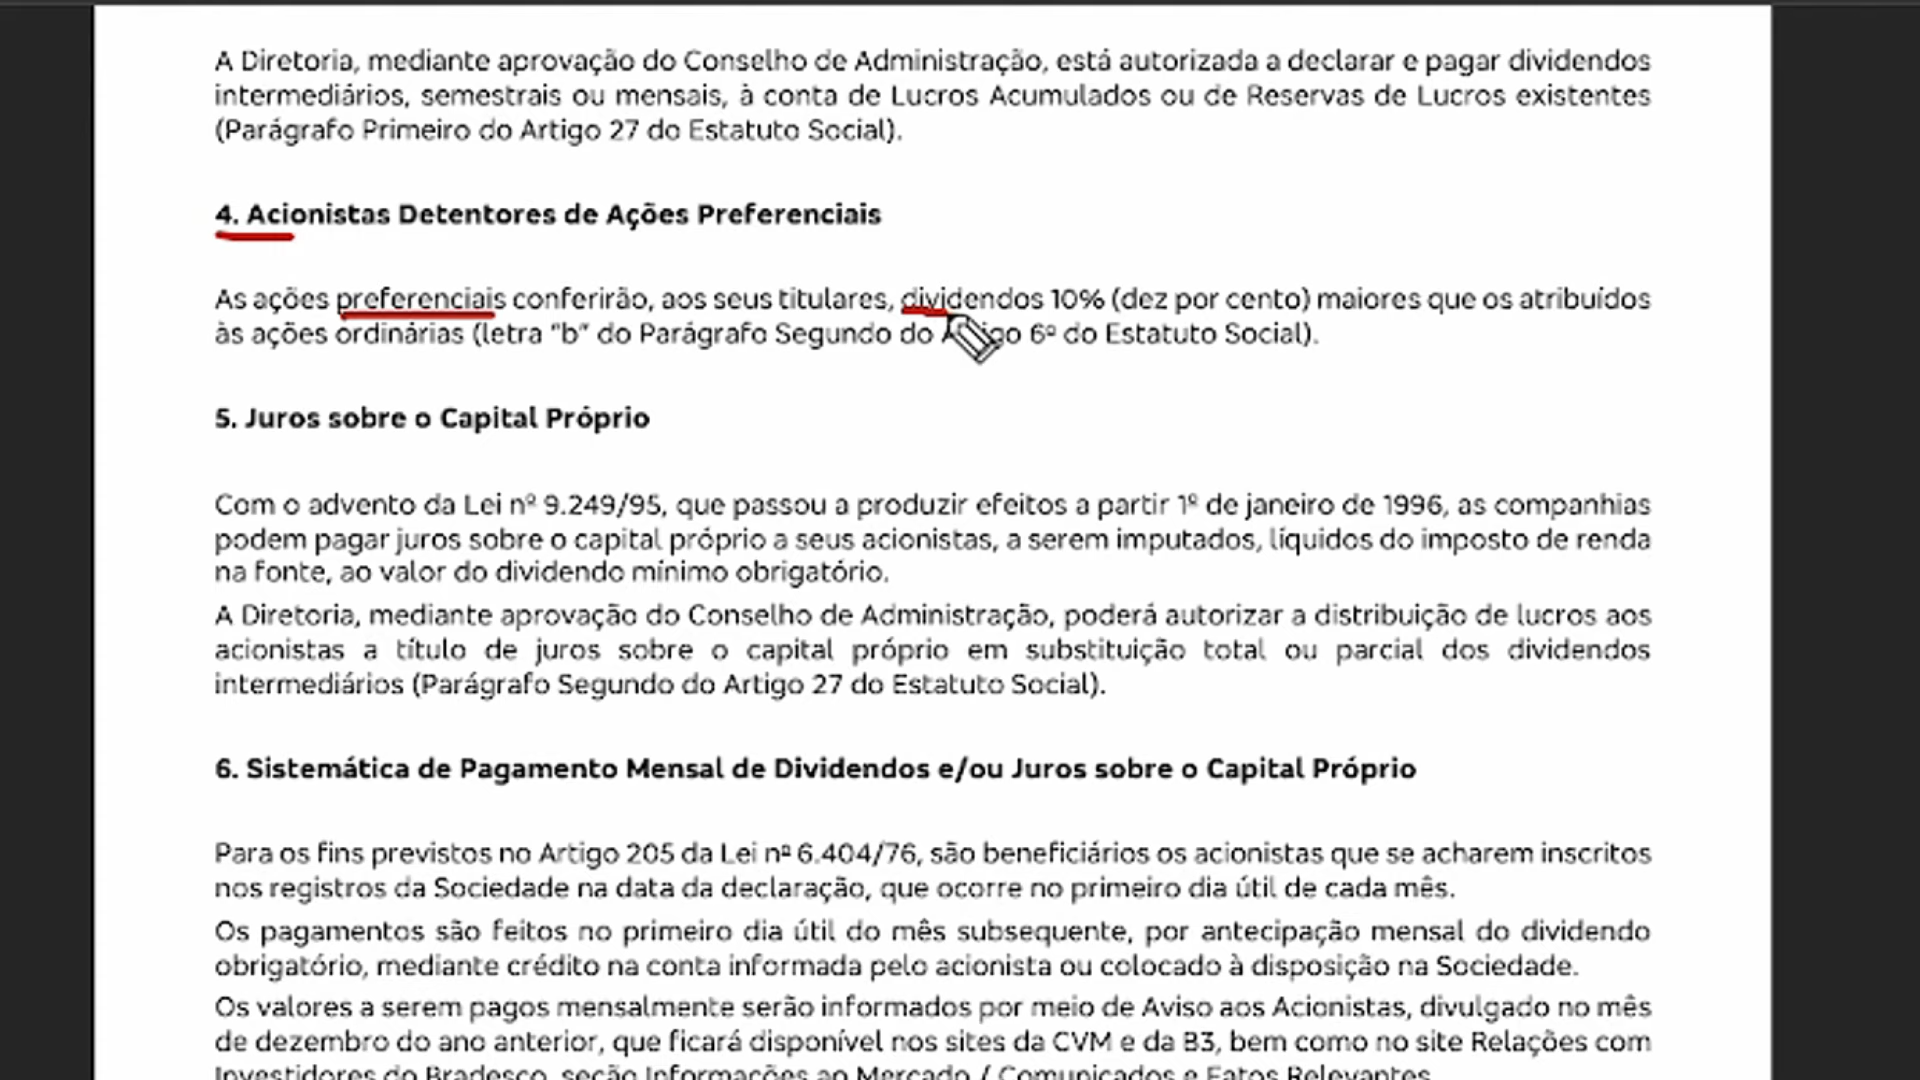 A Diretoria, mediante aprovação do Conselho de Administração, está autorizada a declarar e pagar dividendos
intermediários, semestrais ou mensais, à conta de Lucros Acumulados ou de Reservas de Lucros existentes
(Parágrafo Primeiro do Artigo 27 do Estatuto Social).
4. Acionistas Detentores de Ações Preferenciais
As ações preferenciais conferirão, aos seus titulares, dividendos 10% (dez por cento) maiores que os atribuídos
às ações ordinárias (letra "b" do Parágrafo Segundo do Artigo 6º do Estatuto Social).
5. Juros sobre o Capital Próprio
Com o advento da Lei nº 9.249/95, que passou a produzir efeitos a partir 1º de janeiro de 1996, as companhias
podem pagar juros sobre o capital próprio a seus acionistas, a serem imputados, líquidos do imposto de renda
na fonte, ao valor do dividendo mínimo obrigatório.
A Diretoria, mediante aprovação do Conselho de Administração, poderá autorizar a distribuição de lucros aos
acionistas a título de juros sobre o capital próprio em substituição total ou parcial dos dividendos
intermediários (Parágrafo Segundo do Artigo 27 do Estatuto Social).
6. Sistemática de Pagamento Mensal de Dividendos e/ou Juros sobre o Capital Próprio
Para os fins previstos no Artigo 205 da Lei nº 6.404/76, são beneficiários os acionistas que se acharem inscritos
nos registros da Sociedade na data da declaração, que ocorre no primeiro dia útil de cada mês.
Os pagamentos são feitos no primeiro dia útil do mês subsequente, por antecipação mensal do dividendo
obrigatório, mediante crédito na conta informada pelo acionista ou colocado à disposição na Sociedade.
Os valores a serem pagos mensalmente serão informados por meio de Aviso aos Acionistas, divulgado no mês
de dezembro do ano anterior, que ficará disponível nos sites da CVM e da B3, bem como no site Relações com
Investidores do Bradesco, seção Informações ao Mercado / Comunicados e Fatos Relevantes.